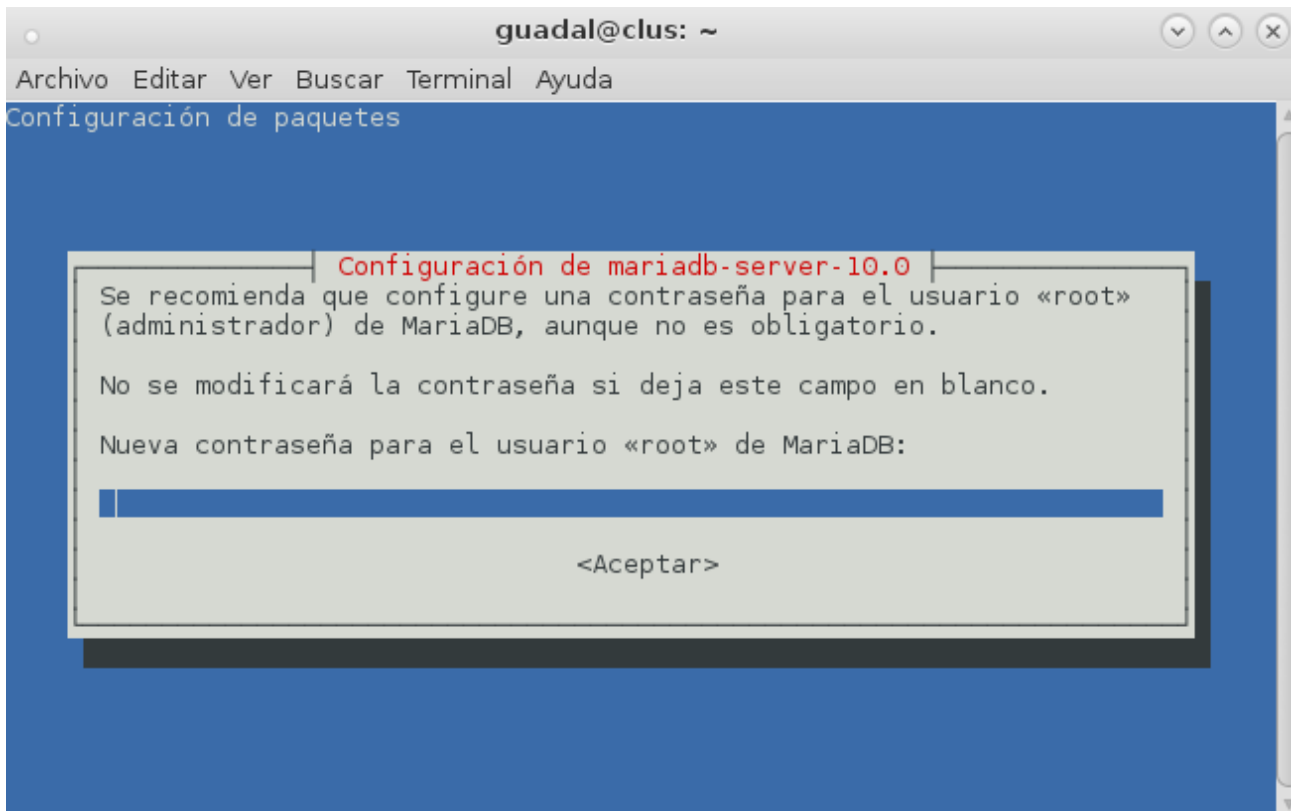 guadal@clus: ~
Archivo Editar Ver Buscar Terminal Ayuda
Configuración de paquetes
Configuración de mariadb-server-10.0
Se recomienda que configure una contraseña para el usuario «root»
(administrador) de MariaDB, aunque no es obligatorio.
No se modificará la contraseña si deja este campo en blanco.
Nueva contraseña para el usuario «root» de MariaDB:
<Aceptar>